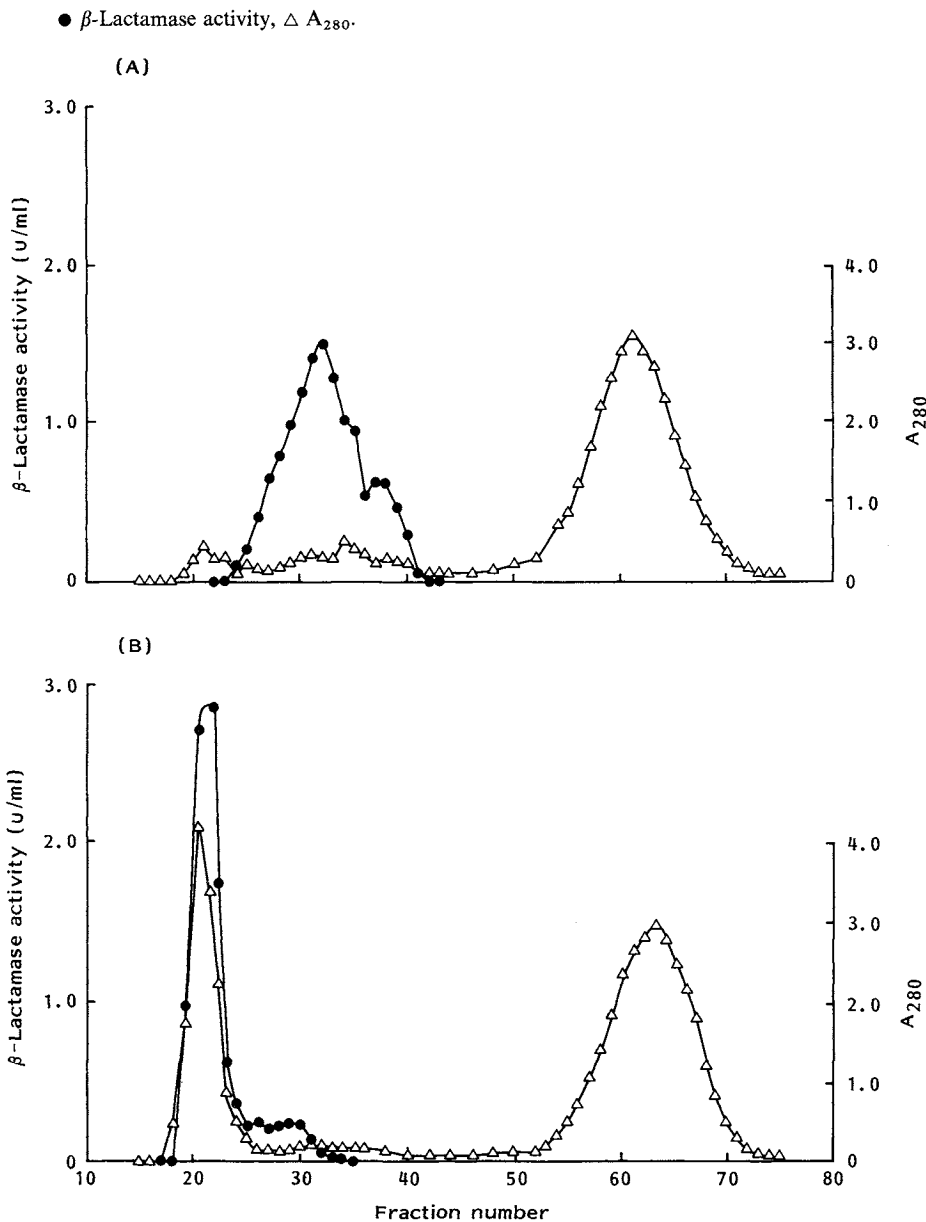 ● β-Lactamase activity, △ A₂₈₀.
(A)
3.0
2.0
1.0
0
β-Lactamase activity (u/ml)
4.0
3.0
2.0
1.0
0
A₂₈₀
(B)
3.0
2.0
1.0
0
β-Lactamase activity (u/ml)
4.0
3.0
2.0
1.0
0
A₂₈₀
10 20 30 40 50 60 70 80
Fraction number